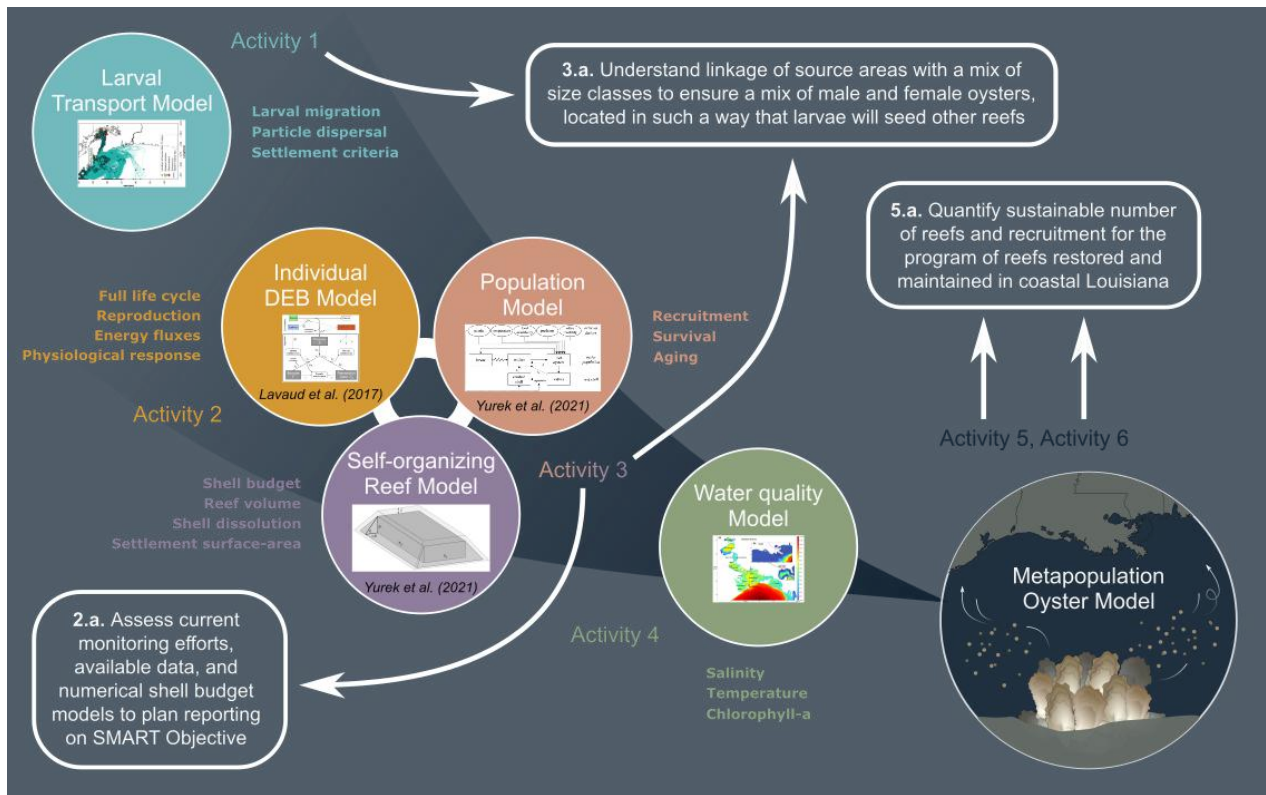 Activity 1
Larval
Transport Model
Larval migration
Particle dispersal
Settlement criteria
3.a. Understand linkage of source areas with a mix of
size classes to ensure a mix of male and female oysters,
located in such a way that larvae will seed other reefs
5.a. Quantify sustainable number
of reefs and recruitment for the
program of reefs restored and
maintained in coastal Louisiana
Individual
DEB Model
Lavaud et al. (2017)
Full life cycle
Reproduction
Energy fluxes
Physiological response
Activity 2
Population
Model
Yurek et al. (2021)
Recruitment
Survival
Aging
Self-organizing
Reef Model
Yurek et al. (2021)
Shell budget
Reef volume
Shell dissolution
Settlement surface-area
Activity 3
Water quality
Model
Activity 4
Salinity
Temperature
Chlorophyll-a
Activity 5, Activity 6
Metapopulation
Oyster Model
2.a. Assess current
monitoring efforts,
available data, and
numerical shell budget
models to plan reporting
on SMART Objective